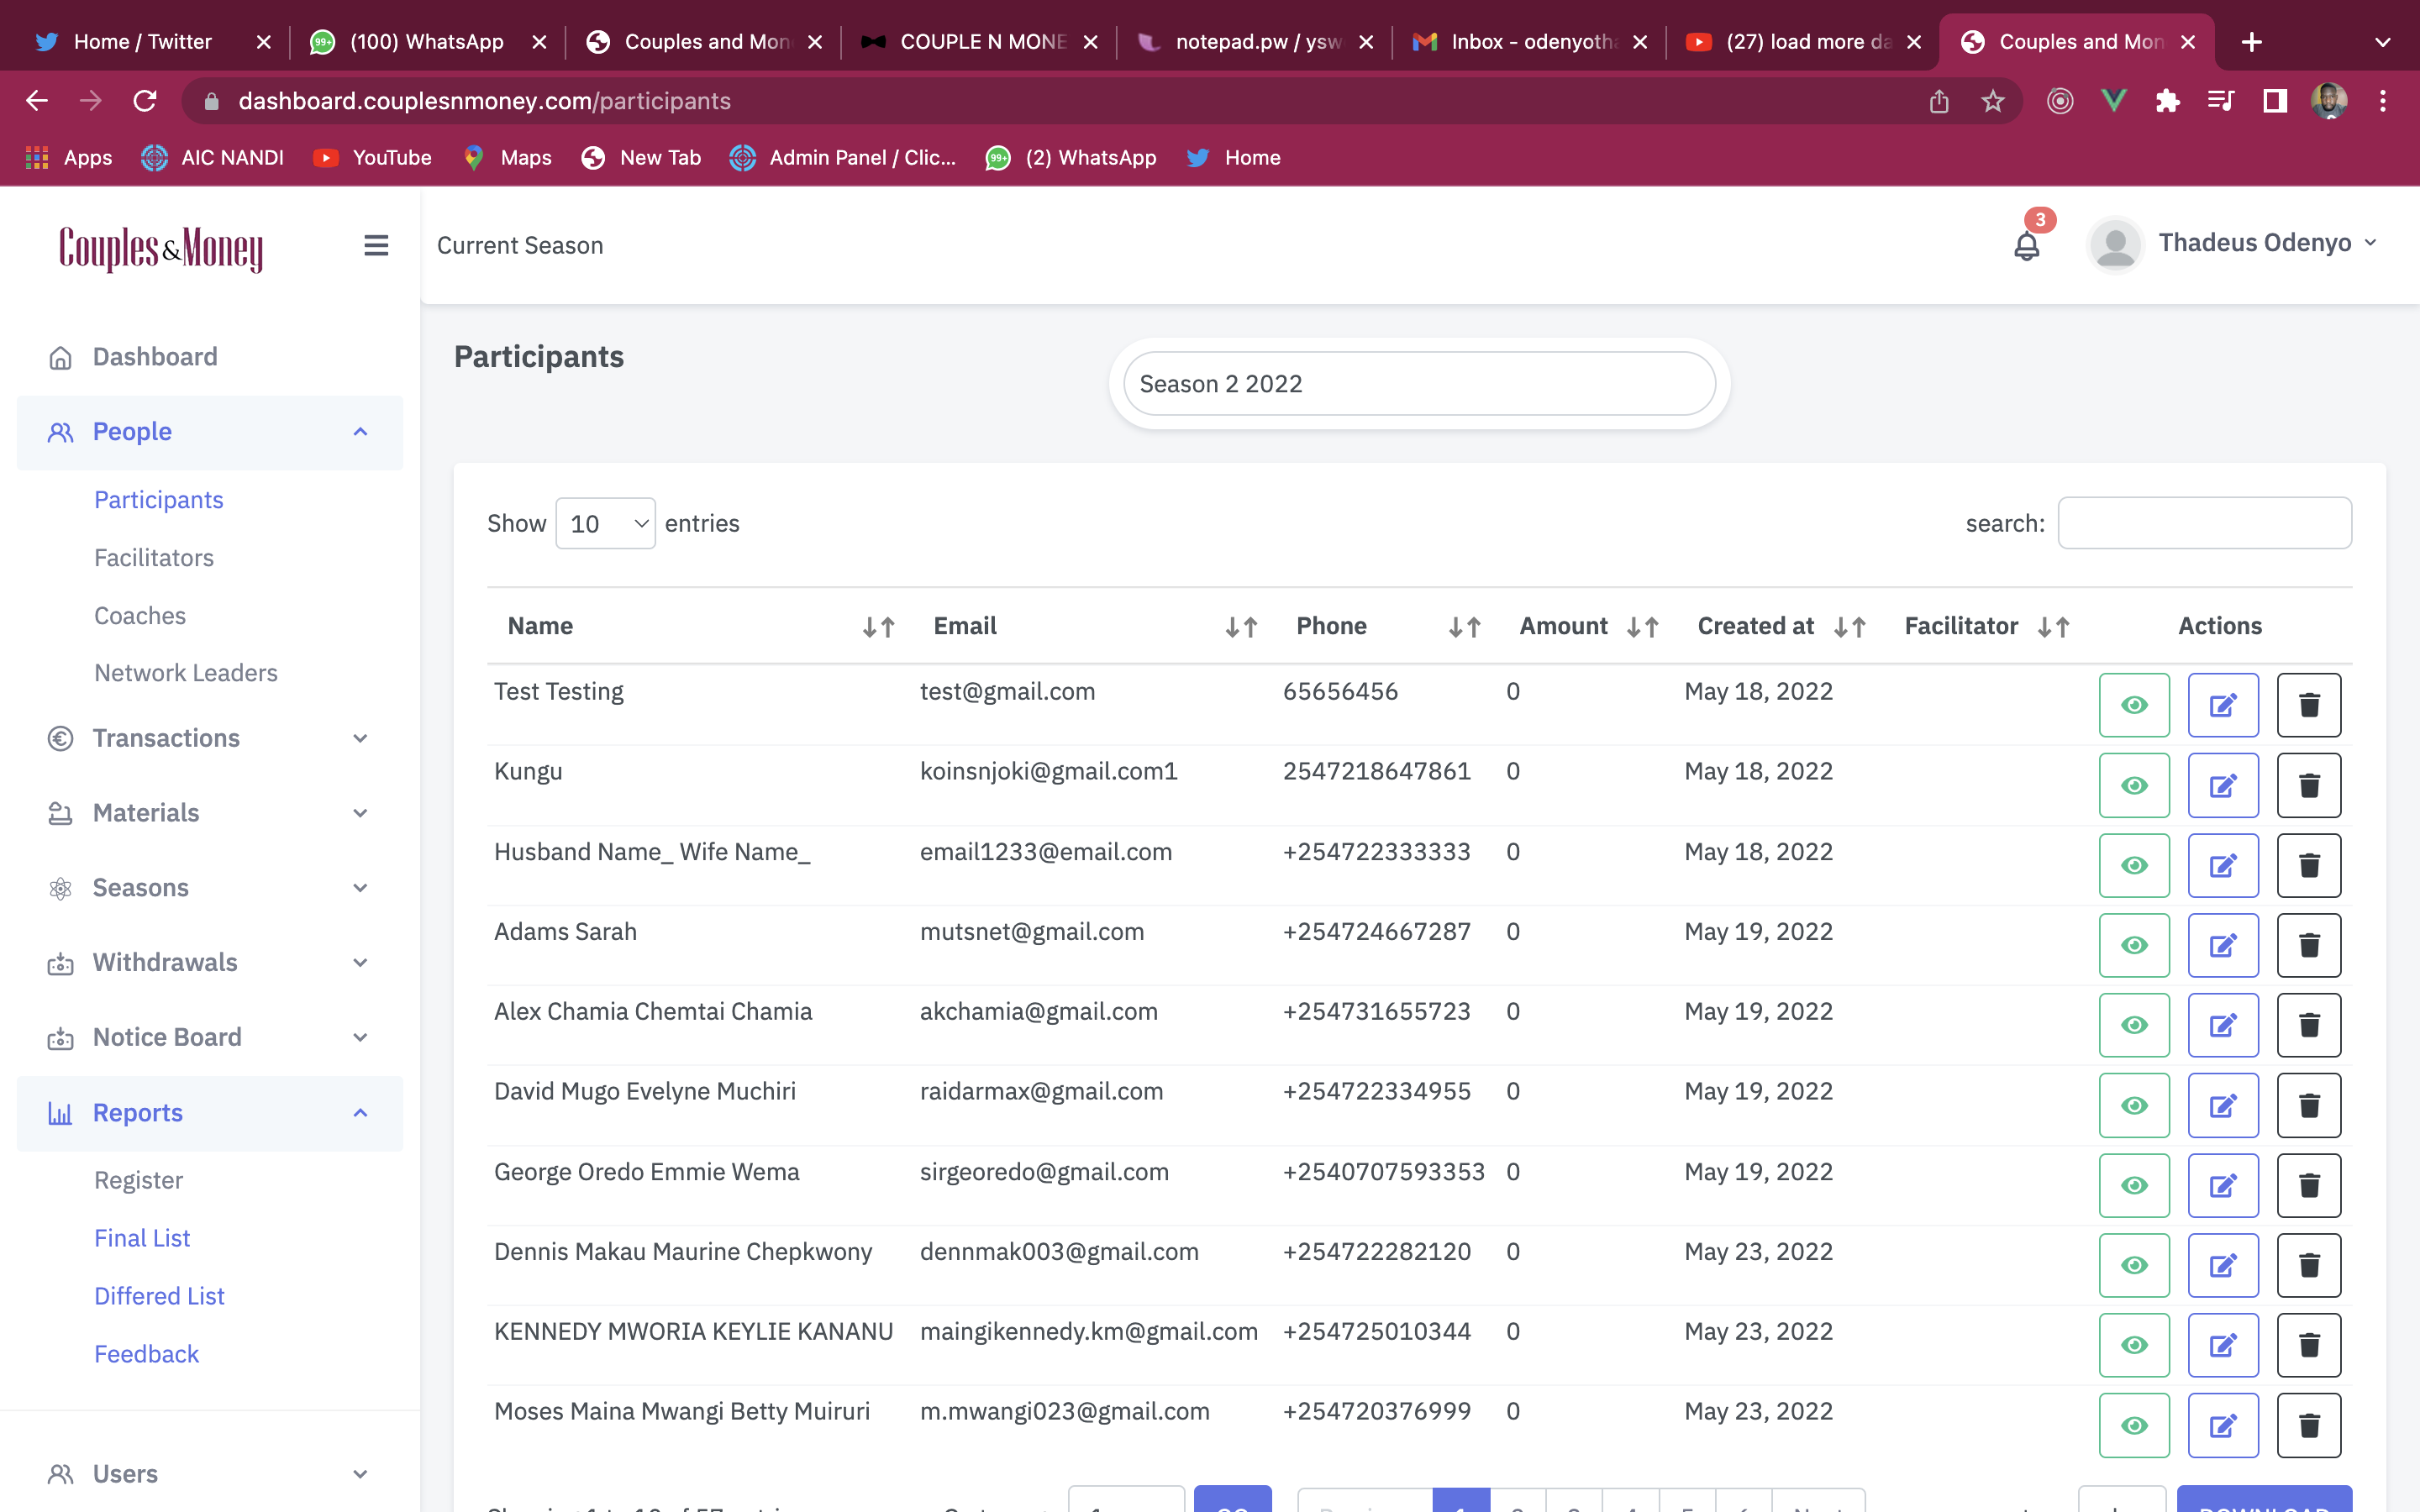 Home / Twitter
(100) WhatsApp
Couples and Mon
COUPLE N MONE
notepad.pw / ysw
Inbox - odenyoth
(27) load more da
Couples and Mon
dashboard.couplesnmoney.com/participants
Apps
AIC NANDI
YouTube
Maps
New Tab
Admin Panel / Clic...
(2) WhatsApp
Home
Couples&Money
Current Season
3
Thadeus Odenyo
Dashboard
People
Participants
Facilitators
Coaches
Network Leaders
Transactions
Materials
Seasons
Withdrawals
Notice Board
Reports
Register
Final List
Differed List
Feedback
Users
Participants
Season 2 2022
Show 10 entries
search:
Name Email Phone Amount Created at Facilitator Actions
Test Testing test@gmail.com 65656456 0 May 18, 2022
Kungu koinsnjoki@gmail.com1 2547218647861 0 May 18, 2022
Husband Name_ Wife Name_ email1233@email.com +254722333333 0 May 18, 2022
Adams Sarah mutsnet@gmail.com +254724667287 0 May 19, 2022
Alex Chamia Chemtai Chamia akchamia@gmail.com +254731655723 0 May 19, 2022
David Mugo Evelyne Muchiri raidarmax@gmail.com +254722334955 0 May 19, 2022
George Oredo Emmie Wema sirgeoredo@gmail.com +2540707593353 0 May 19, 2022
Dennis Makau Maurine Chepkwony dennmak003@gmail.com +254722282120 0 May 23, 2022
KENNEDY MWORIA KEYLIE KANANU maingikennedy.km@gmail.com +254725010344 0 May 23, 2022
Moses Maina Mwangi Betty Muiruri m.mwangi023@gmail.com +254720376999 0 May 23, 2022